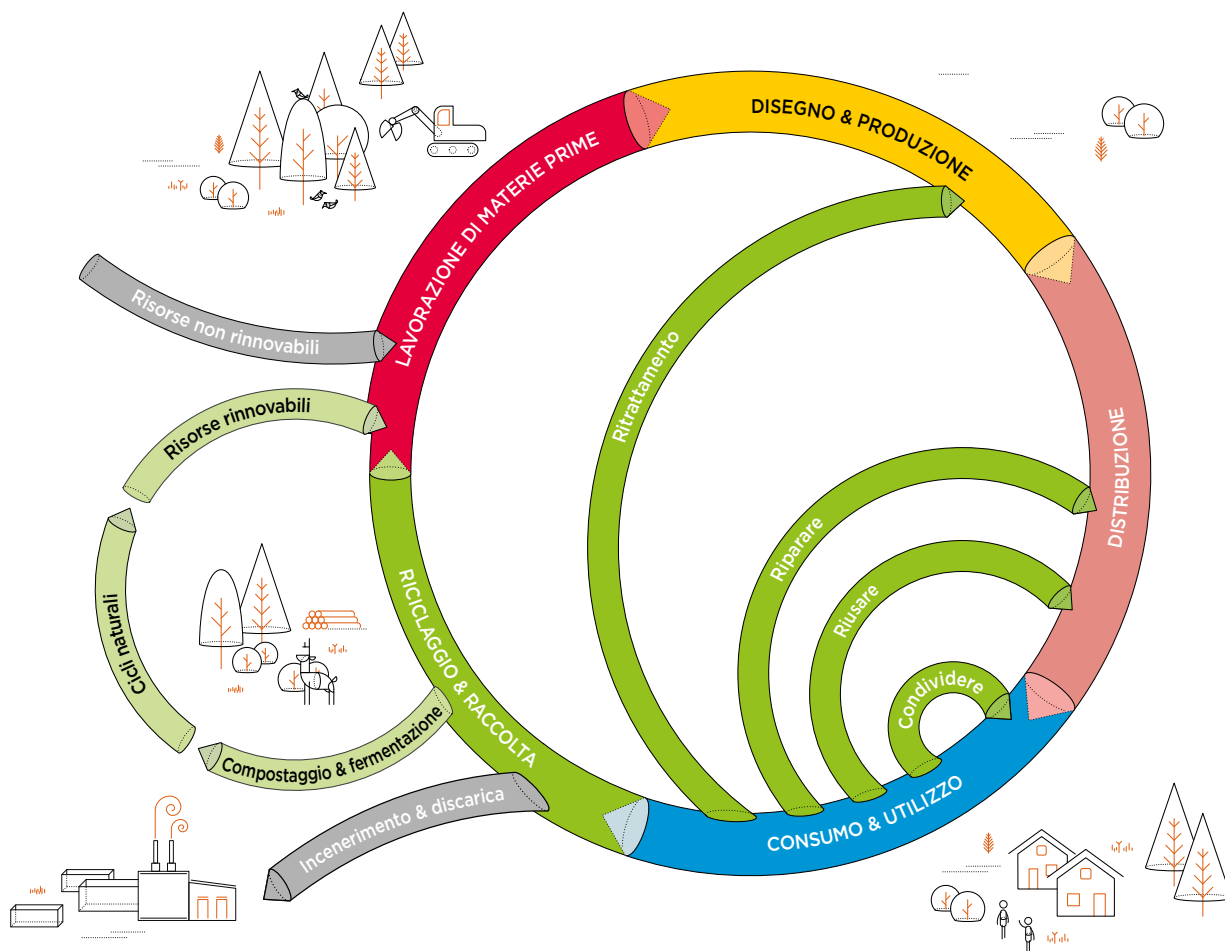 DISEGNO & PRODUZIONE
LAVORAZIONE DI MATERIE PRIME
Risorse non rinnovabili
Ritrattamento
Risorse rinnovabili
DISTRIBUZIONE
Riparare
Riusare
Cicli naturali
RICICLAGGIO & RACCOLTA
Condividere
Compostaggio & fermentazione
Incenerimento & discarica
CONSUMO & UTILIZZO